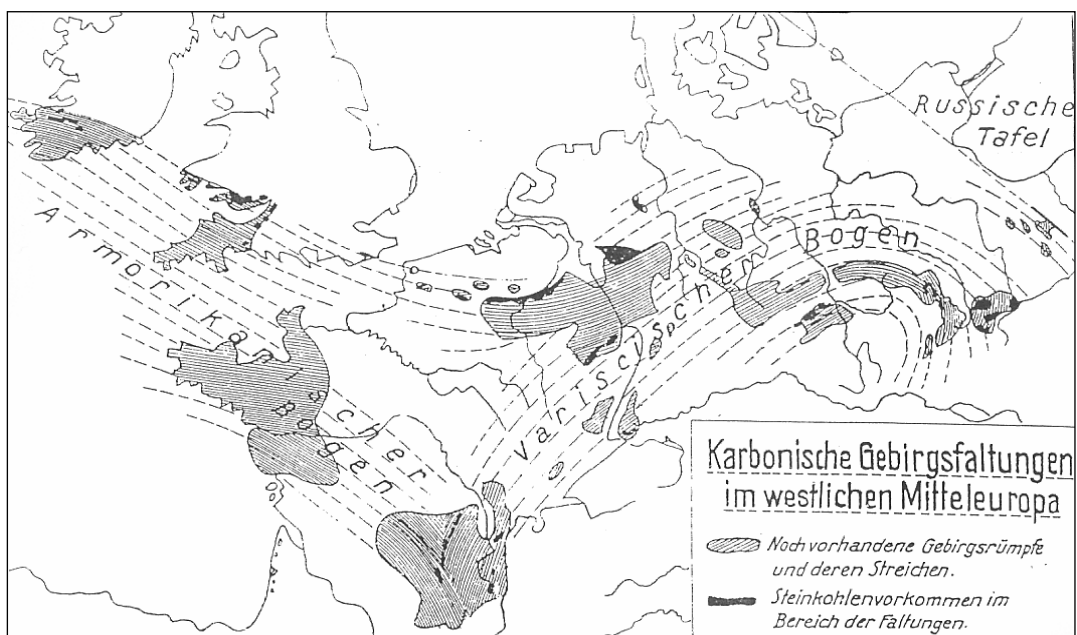 Russische
Tafel
Armorikanischer
Bogen
Variscischen
Bogen
Karbonische Gebirgsfaltungen
im westlichen Mitteleuropa
Noch vorhandene Gebirgsrümpfe
und deren Streichen.
Steinkohlenvorkommen im
Bereich der Faltungen.